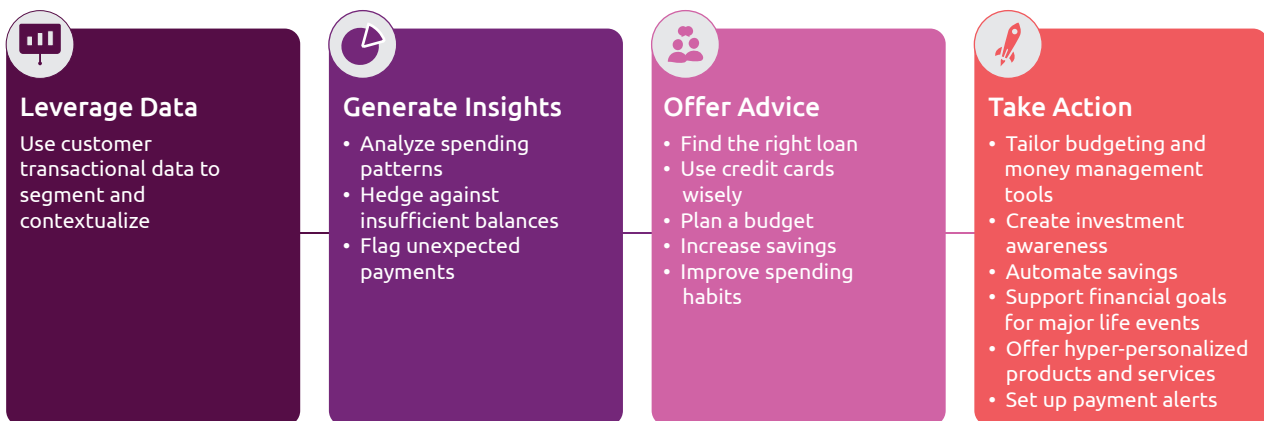 Leverage Data
Use customer
transactional data to
segment and
contextualize
Generate Insights
• Analyze spending
patterns
• Hedge against
insufficient balances
• Flag unexpected
payments
Offer Advice
• Find the right loan
• Use credit cards
wisely
• Plan a budget
• Increase savings
• Improve spending
habits
Take Action
• Tailor budgeting and
money management
tools
• Create investment
awareness
• Automate savings
• Support financial goals
for major life events
• Offer hyper-personalized
products and services
• Set up payment alerts